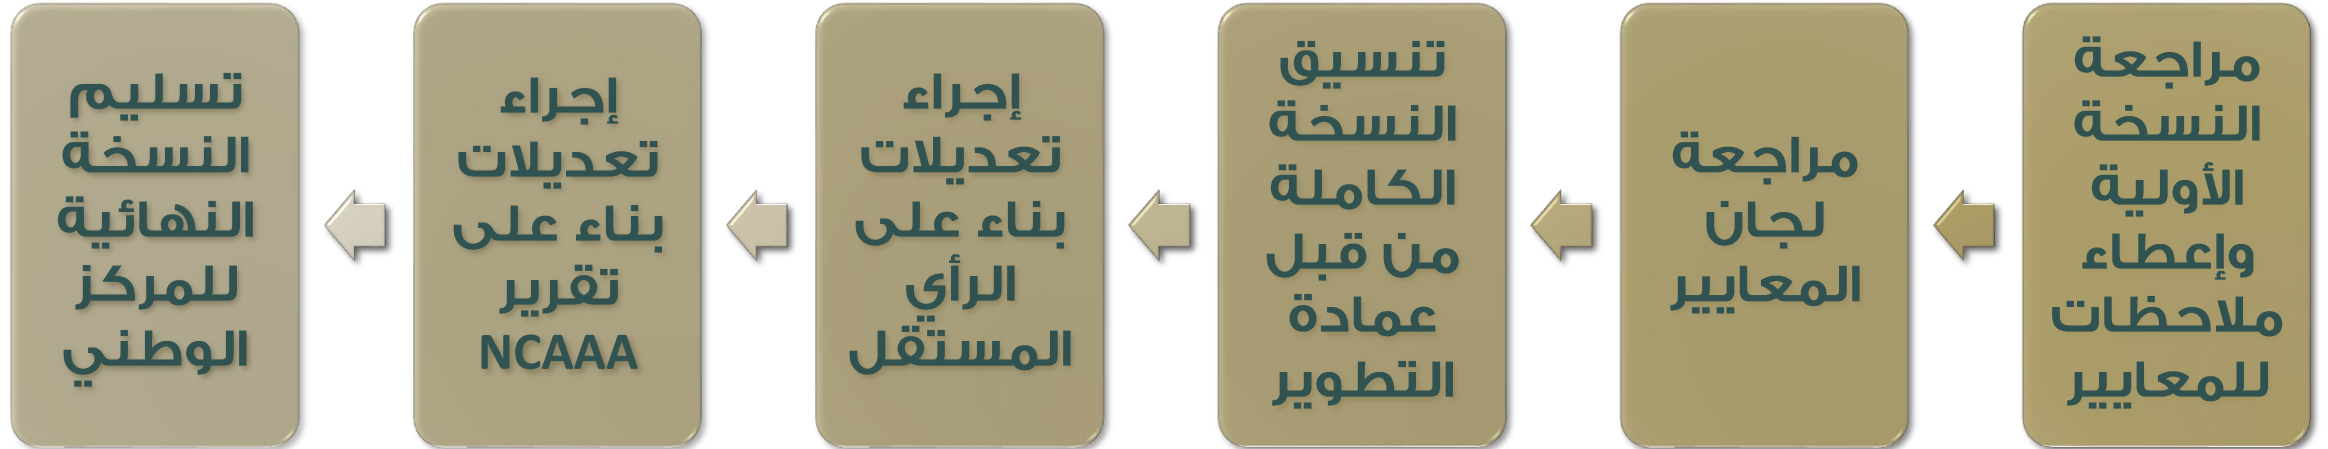 مراجعة
النسخة
الأولية
وإعطاء
ملاحظات
للمعايير
مراجعة
لجان
المعايير
تنسيق
النسخة
الكاملة
من قبل
عمادة
التطوير
إجراء
تعديلات
بناء على
الرأي
المستقل
إجراء
تعديلات
بناء على
تقرير
NCAAA
تسليم
النسخة
النهائية
للمركز
الوطني